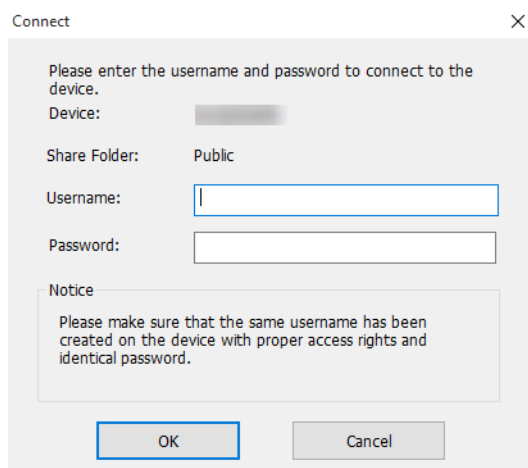 Connect
Please enter the username and password to connect to the
device.
Device:
Share Folder: Public
Username:
Password:
Notice
Please make sure that the same username has been
created on the device with proper access rights and
identical password.
OK Cancel